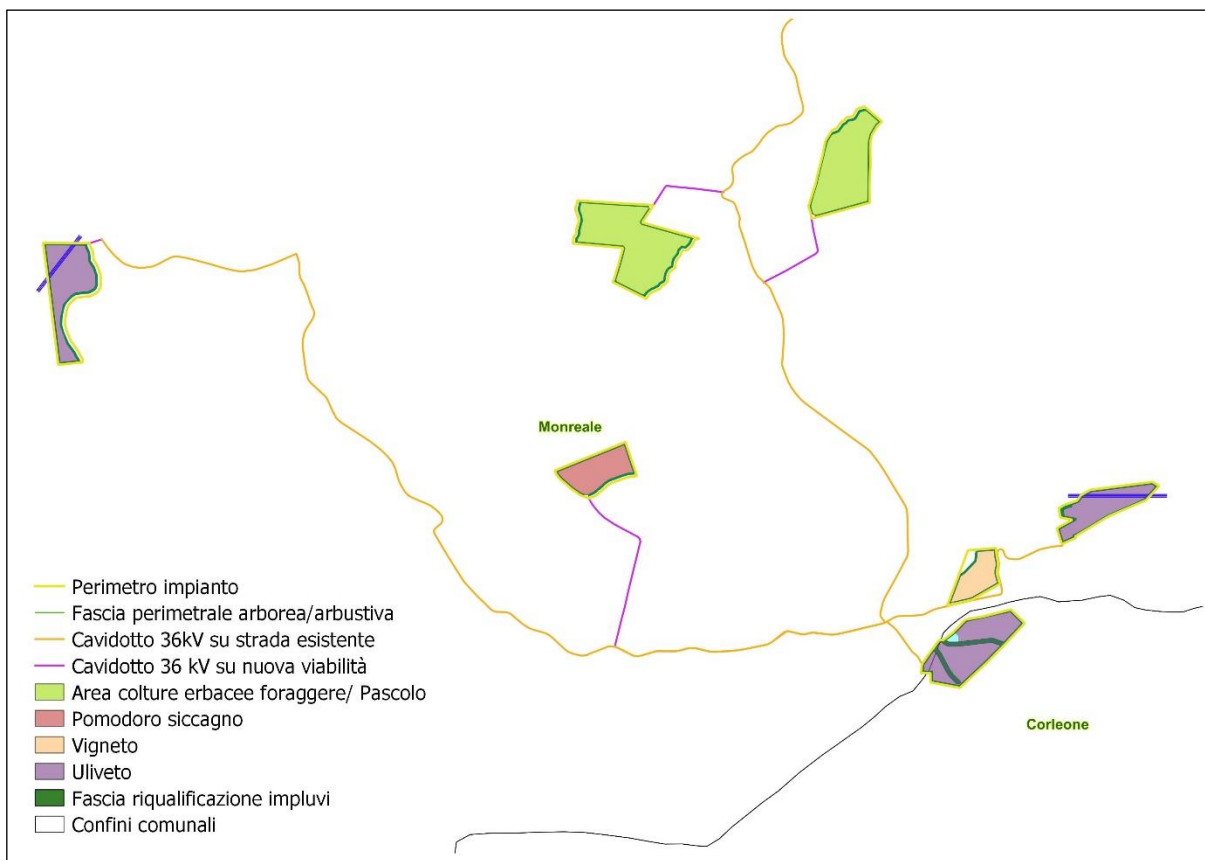 Monreale
Perimetro impianto
Fascia perimetrale arborea/arbustiva
Cavidotto 36kV su strada esistente
Cavidotto 36 kV su nuova viabilità
Area colture erbacee foraggere/ Pascolo
Pomodoro siccagno
Vigneto
Uliveto
Fascia riqualificazione impluvi
Confini comunali
Corleone